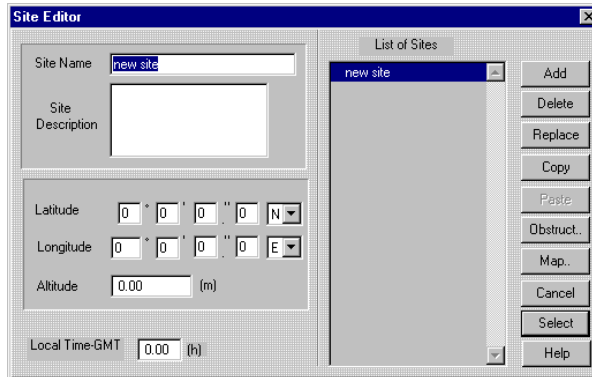 Site Editor
Site Name new site
Site Description
Latitude 0 ° 0 ' 0 . " 0 N
Longitude 0 ° 0 ' 0 . " 0 E
Altitude 0.00 (m)
Local Time-GMT 0.00 (h)
List of Sites
new site
Add
Delete
Replace
Copy
Paste
Obstruct..
Map..
Cancel
Select
Help